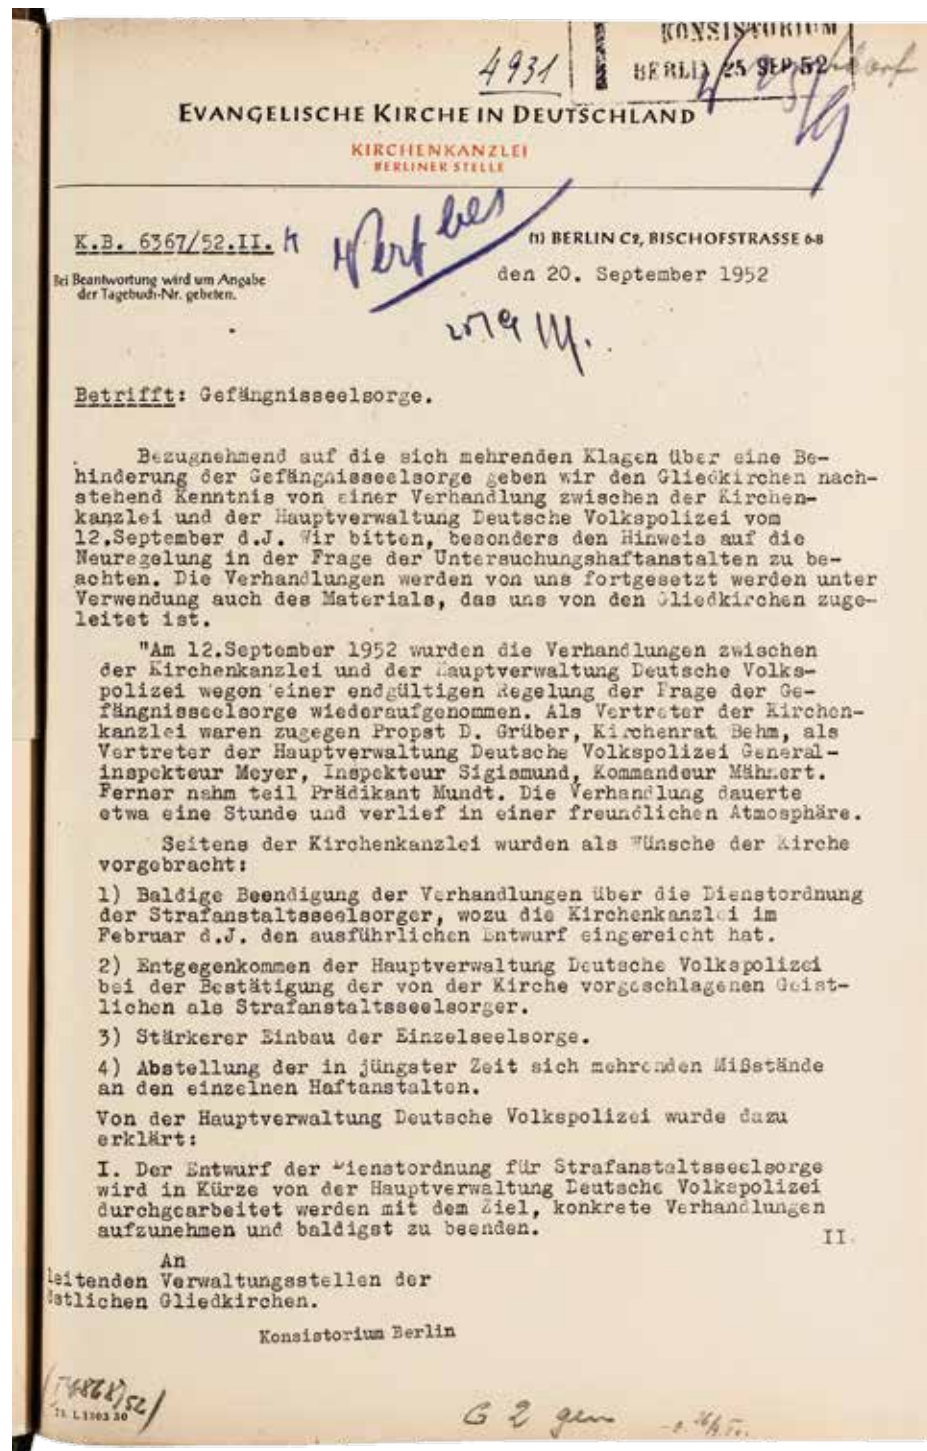 4931
KONSISTORIUM
BERLIN 25 SEP 52
EVANGELISCHE KIRCHE IN DEUTSCHLAND
KIRCHENKANZLEI
BERLINER STELLE
K.B. 6367/52.II.
(1) BERLIN C2, BISCHOFSTRASSE 6-8
Bei Beantwortung wird um Angabe
der Tagebuch-Nr. gebeten.
den 20. September 1952
Betrifft: Gefängnisseelsorge.
Bezugnehmend auf die sich mehrenden Klagen über eine Be-
hinderung der Gefängnisseelsorge geben wir den Gliedkirchen nach-
stehend Kenntnis von einer Verhandlung zwischen der Kirchen-
kanzlei und der Hauptverwaltung Deutsche Volkspolizei vom
12.September d.J. Wir bitten, besonders den Hinweis auf die
Neuregelung in der Frage der Untersuchungshaftanstalten zu be-
achten. Die Verhandlungen werden von uns fortgesetzt werden unter
Verwendung auch des Materials, das uns von den Gliedkirchen zuge-
leitet ist.
"Am 12.September 1952 wurden die Verhandlungen zwischen
der Kirchenkanzlei und der Hauptverwaltung Deutsche Volks-
polizei wegen einer endgültigen Regelung der Frage der Ge-
fängnisseelsorge wiederaufgenommen. Als Vertreter der Kirchen-
kanzlei waren zugegen Propst D. Grüber, Kirchenrat Behm, als
Vertreter der Hauptverwaltung Deutsche Volkspolizei General-
inspekteur Meyer, Inspekteur Sigismund, Kommandeur Mähnert.
Ferner nahm teil Prädikant Mundt. Die Verhandlung dauerte
etwa eine Stunde und verlief in einer freundlichen Atmosphäre.
Seitens der Kirchenkanzlei wurden als Wünsche der Kirche
vorgebracht:
1) Baldige Beendigung der Verhandlungen über die Dienstordnung
der Strafanstaltsseelsorger, wozu die Kirchenkanzlei im
Februar d.J. den ausführlichen Entwurf eingereicht hat.
2) Entgegenkommen der Hauptverwaltung Deutsche Volkspolizei
bei der Bestätigung der von der Kirche vorgeschlagenen Geist-
lichen als Strafanstaltsseelsorger.
3) Stärkerer Einbau der Einzelseelsorge.
4) Abstellung der in jüngster Zeit sich mehrenden Mißstände
an den einzelnen Haftanstalten.
Von der Hauptverwaltung Deutsche Volkspolizei wurde dazu
erklärt:
I. Der Entwurf der Dienstordnung für Strafanstaltsseelsorge
wird in Kürze von der Hauptverwaltung Deutsche Volkspolizei
durchgearbeitet werden mit dem Ziel, konkrete Verhandlungen
aufzunehmen und baldigst zu beenden.
II.
An
leitenden Verwaltungsstellen der
östlichen Gliedkirchen.
Konsistorium Berlin
G 2 gen